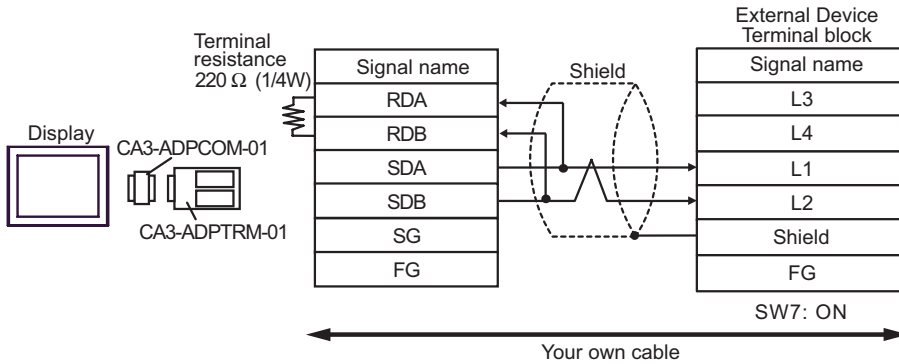 External Device
Terminal block
Terminal
resistance
220 Ω (1/4W)
Signal name
Shield
Signal name
RDA
L3
Display
RDB
L4
CA3-ADPCOM-01
SDA
L1
SDB
L2
CA3-ADPTRM-01
SG
Shield
FG
FG
SW7: ON
Your own cable